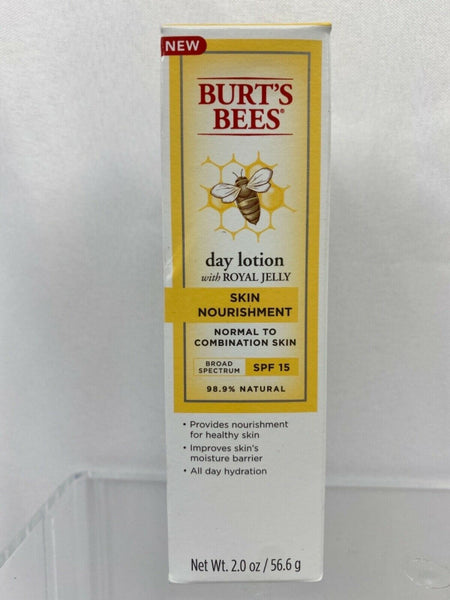 NEW
BURT'S
BEES®
day lotion
with ROYAL JELLY
SKIN
NOURISHMENT
NORMAL TO
COMBINATION SKIN
BROAD
SPECTRUM
SPF 15
98.9% NATURAL
• Provides nourishment
for healthy skin
• Improves skin's
moisture barrier
• All day hydration
Net Wt. 2.0 oz / 56.6 g